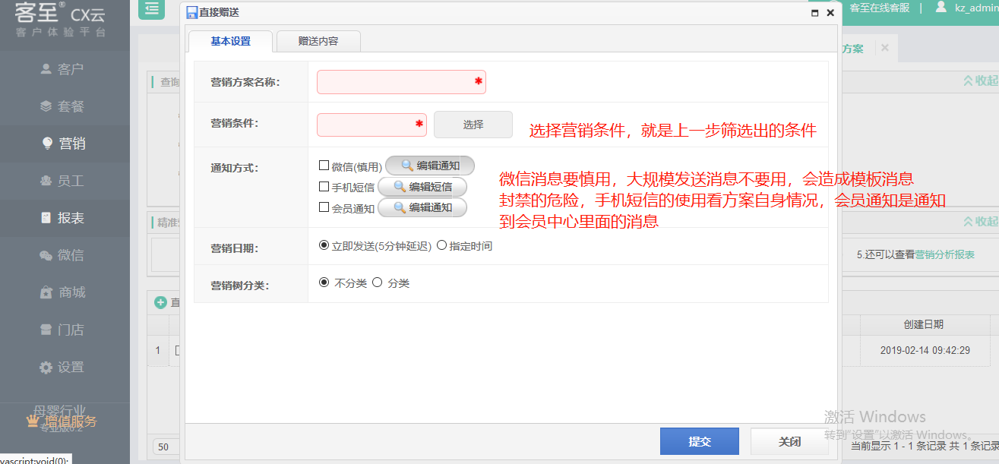 客至® CX云
客户体验平台
客户
套餐
营销
员工
报表
微信
商城
门店
设置
母婴行业
增值服务
vascript:void(0);
直接赠送
客至在线客服 | kz_admin
基本设置 赠送内容
方案
查询
收起
营销方案名称: *
营销条件: * 选择
选择营销条件，就是上一步筛选出的条件
通知方式:
微信(慎用) 编辑通知
手机短信 编辑短信
会员通知 编辑通知
微信消息要慎用，大规模发送消息不要用，会造成模板消息
封禁的危险，手机短信的使用看方案自身情况，会员通知是通知
到会员中心里面的消息
精准
收起
营销日期: 立即发送(5分钟延迟) 指定时间
5.还可以查看营销分析报表
营销树分类: 不分类 分类
直
创建日期
1
2019-02-14 09:42:29
激活 Windows
转到"设置"以激活 Windows。
50
提交 关闭
当前显示 1 - 1 条记录 共 1 条记录